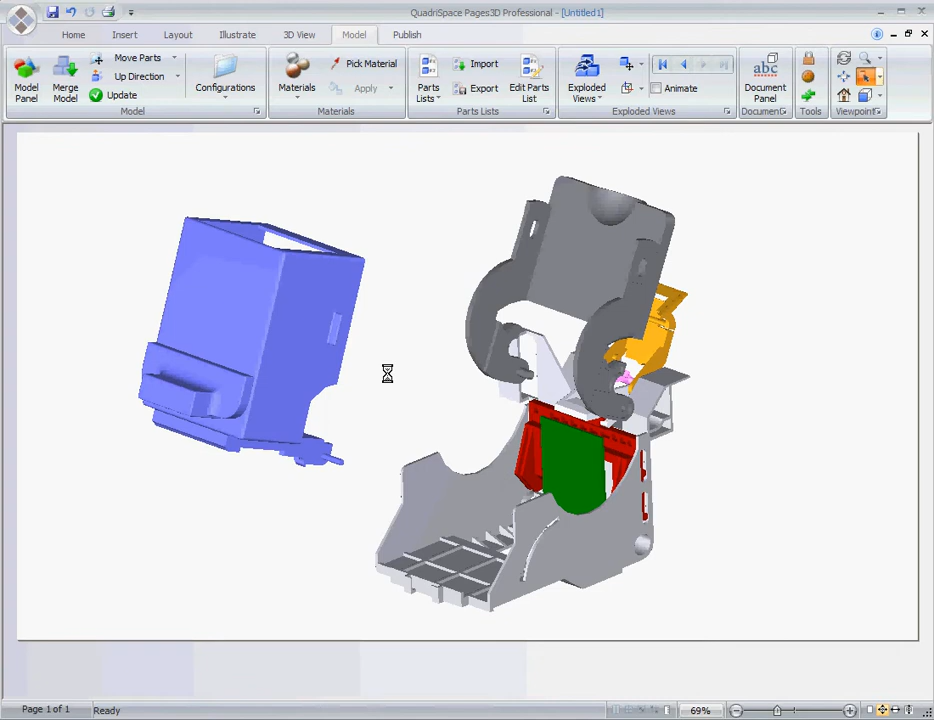 QuadriSpace Pages3D Professional - [Untitled1]
Home Insert Layout Illustrate 3D View Model Publish
Model Panel
Merge Model
Move Parts
Up Direction
Update
Configurations
Model
Materials
Pick Material
Apply
Materials
Parts Lists
Import
Export
Edit Parts List
Parts Lists
Exploded Views
Animate
Exploded Views
abc
Document Panel
Document
Tools
Viewpoint
Page 1 of 1 Ready 69%